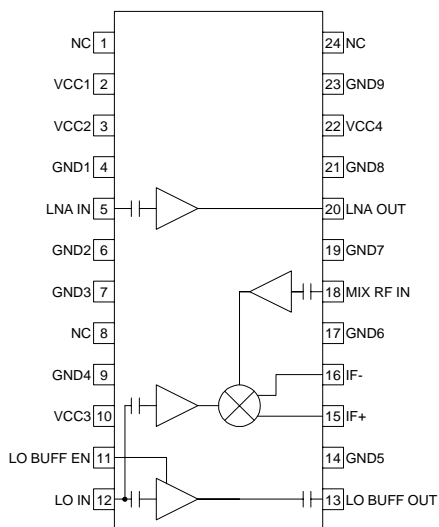 NC 1 24 NC
VCC1 2 23 GND9
VCC2 3 22 VCC4
GND1 4 21 GND8
LNA IN 5 20 LNA OUT
GND2 6 19 GND7
GND3 7 18 MIX RF IN
NC 8 17 GND6
GND4 9 16 IF-
VCC3 10 15 IF+
LO BUFF EN 11 14 GND5
LO IN 12 13 LO BUFF OUT